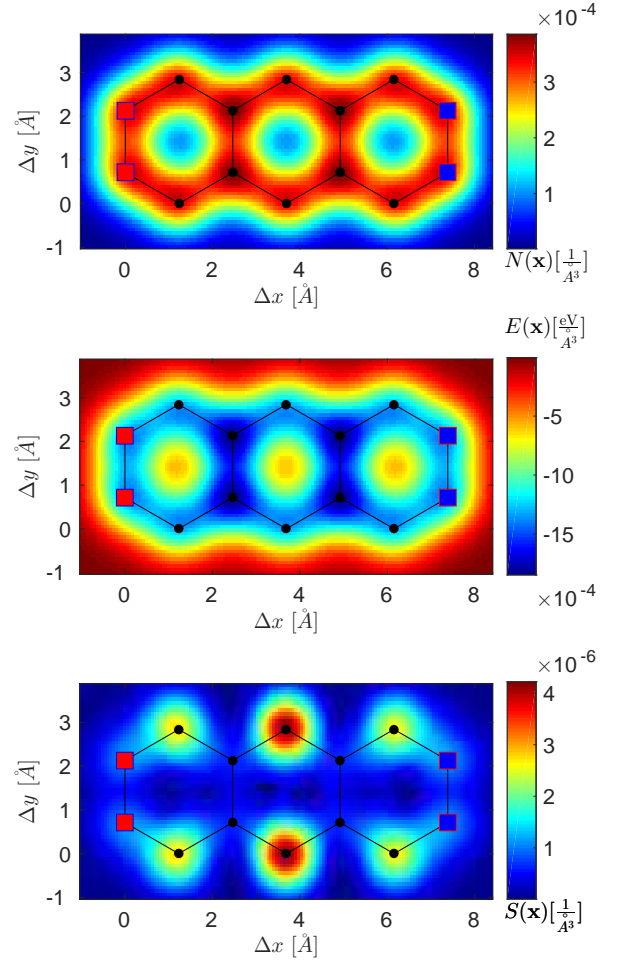 ×10⁻⁴
3
2
1
0
-1
Δy [Å]
0 2 4 6 8
Δx [Å]
3
2
1
N(x)[1/Å³]
E(x)[eV/Å³]
3
2
1
0
-1
Δy [Å]
0 2 4 6 8
Δx [Å]
-5
-10
-15
×10⁻⁴
×10⁻⁶
3
2
1
0
-1
Δy [Å]
0 2 4 6 8
Δx [Å]
4
3
2
1
S(x)[1/Å³]